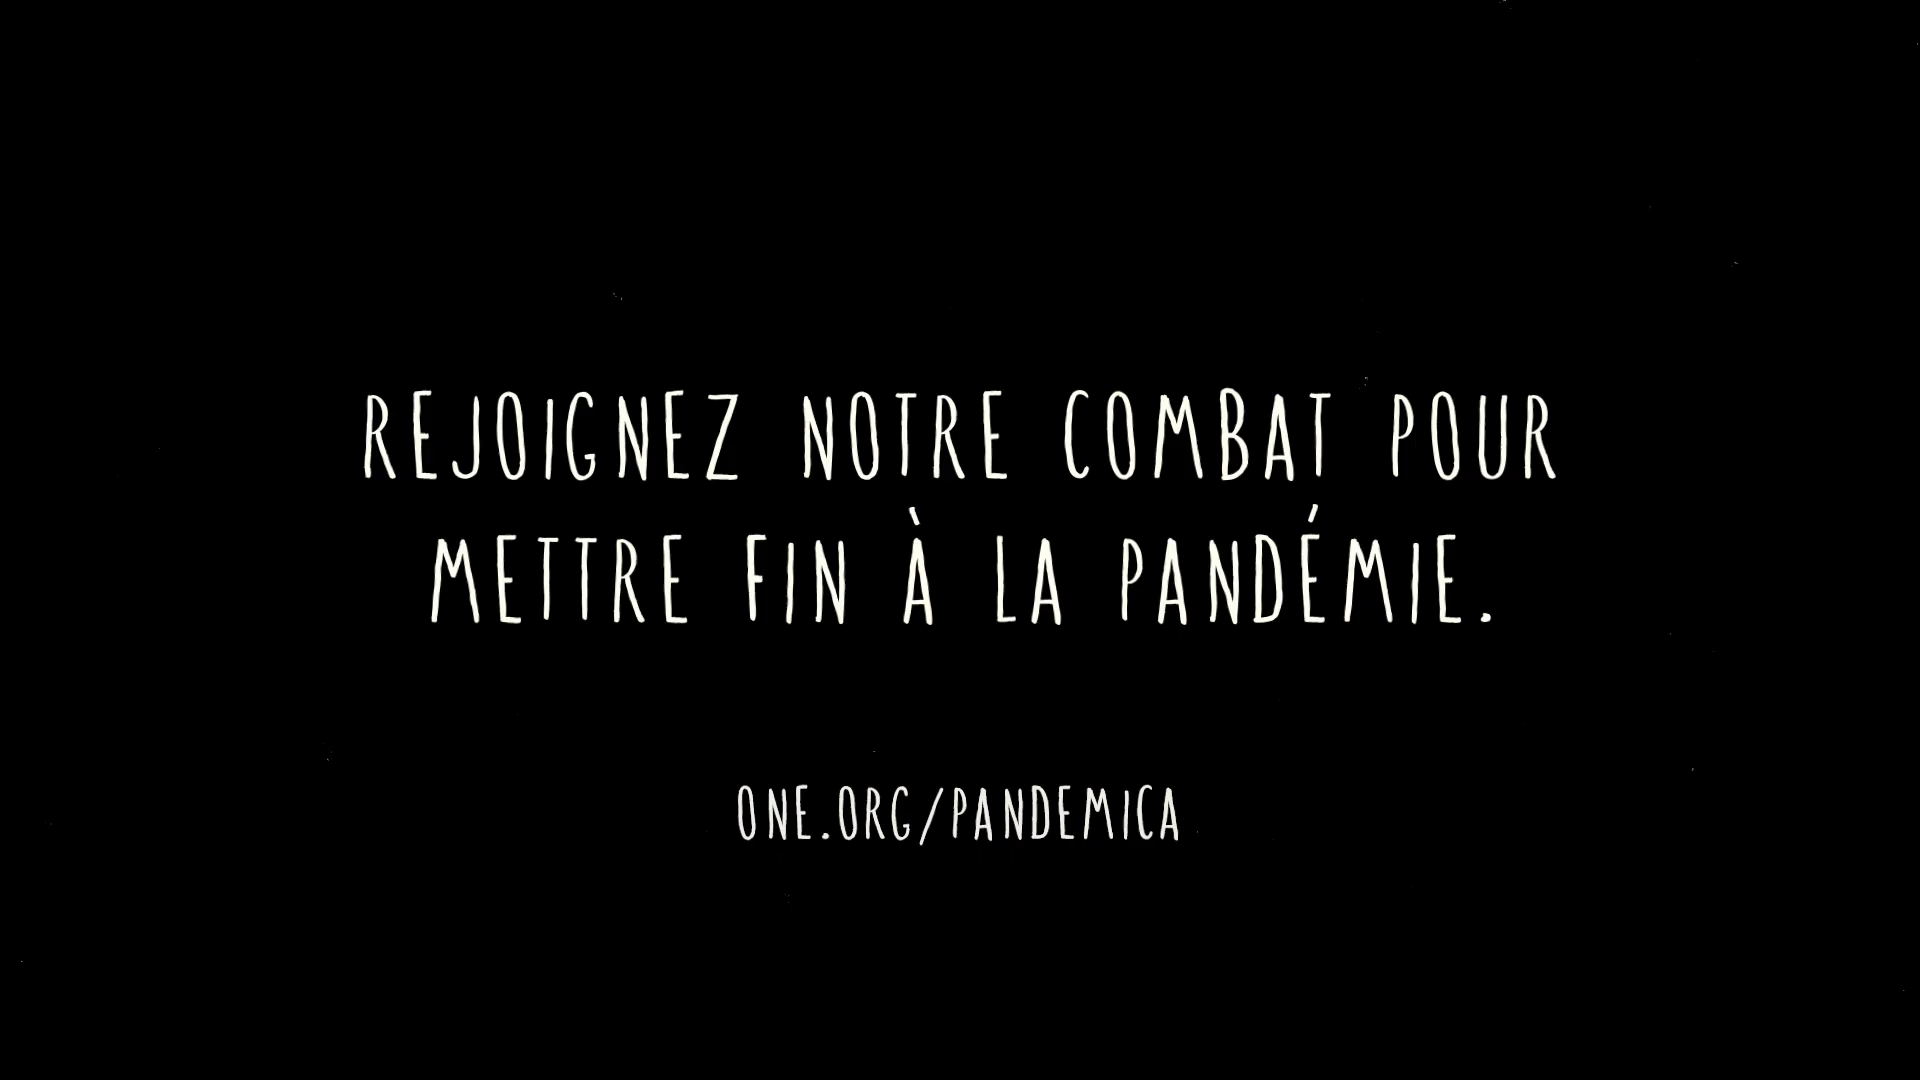 REJOIGNEZ NOTRE COMBAT POUR
METTRE FIN À LA PANDÉMIE.
ONE.ORG/PANDEMICA